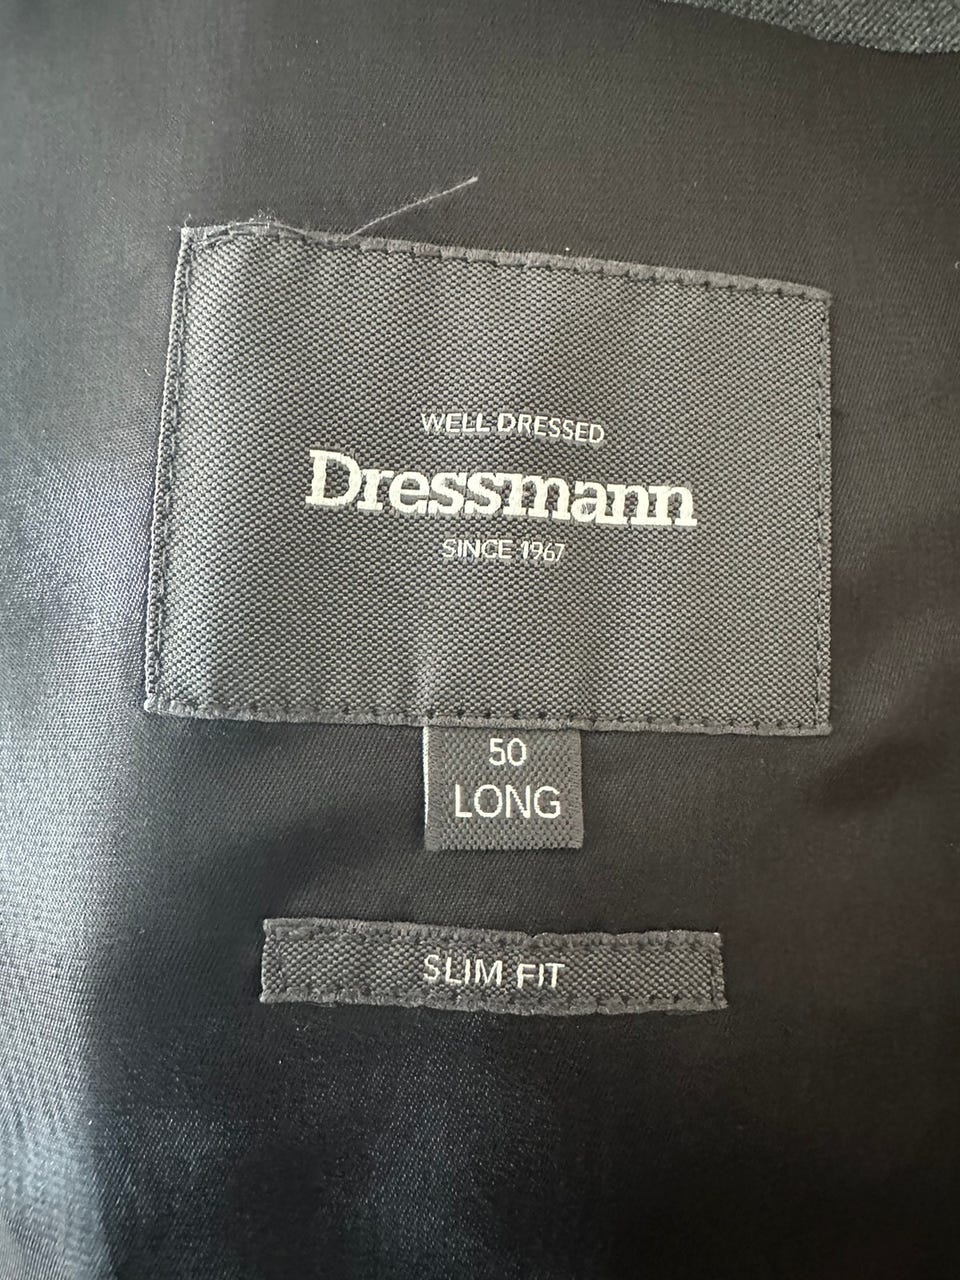 WELL DRESSED
Dressmann
SINCE 1967
50
LONG
SLIM FIT